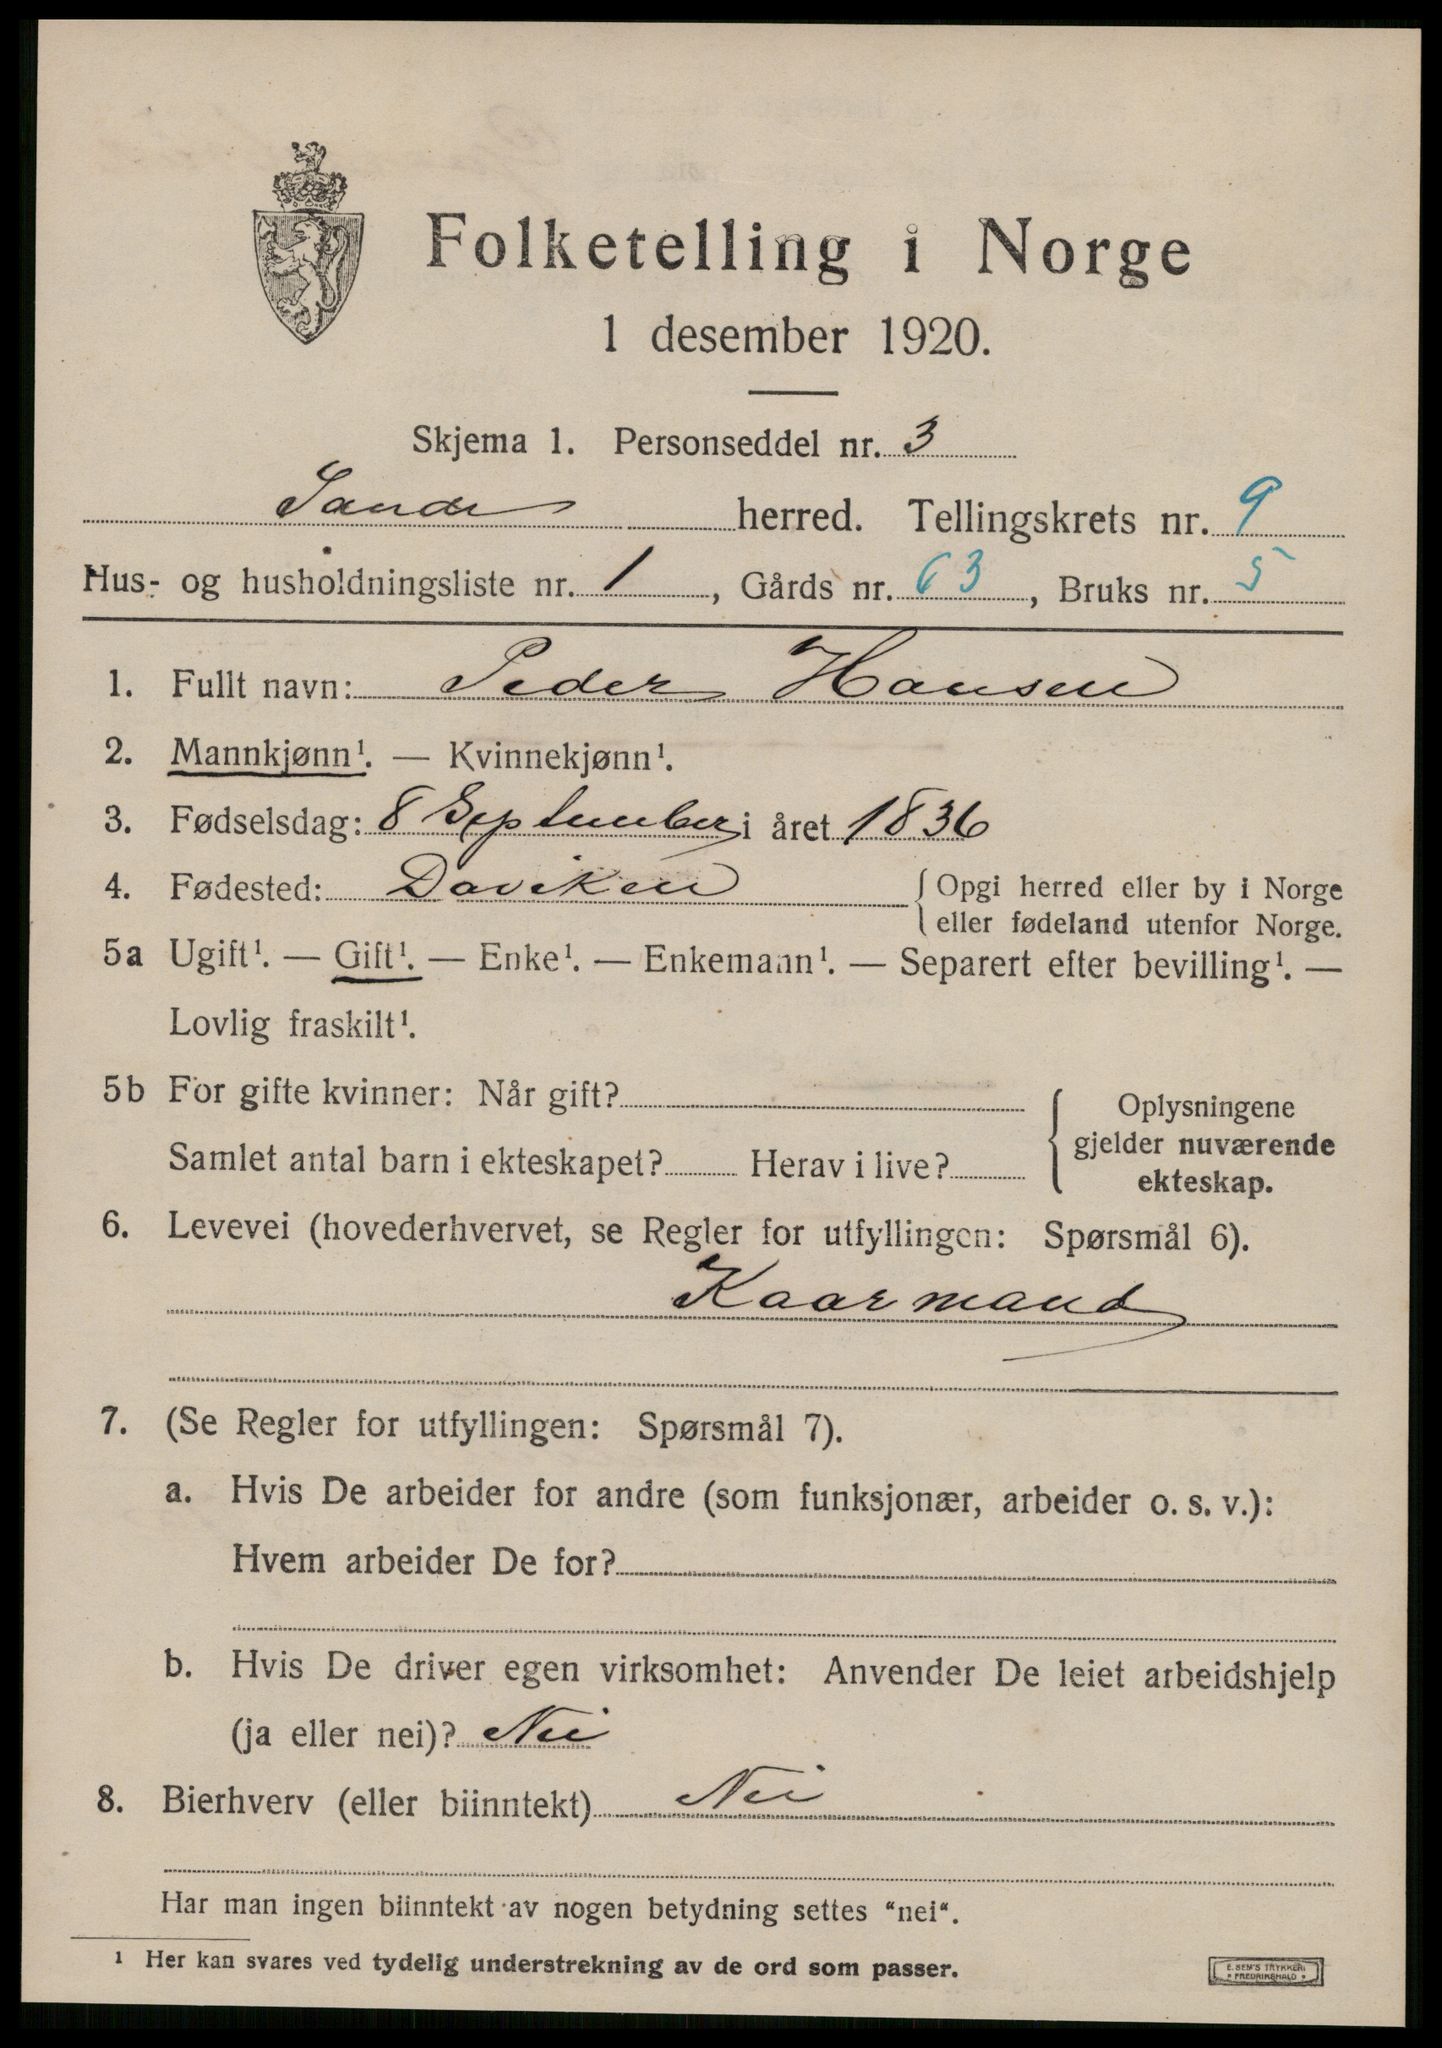 Folketelling i Norge
1 desember 1920.
Skjema 1. Personseddel nr. 3
Sande herred. Tellingskrets nr. 9
Hus- og husholdningsliste nr. 1, Gårds nr. 63, Bruks nr. 5
1. Fullt navn: Peder Hansen
2. Mannkjønn¹. — Kvinnekjønn¹.
3. Fødselsdag: 8 September i året 1836
4. Fødested: Daviken
{Opgi herred eller by i Norge
eller fødeland utenfor Norge.
5a Ugift¹. — Gift¹. — Enke¹. — Enkemann¹. — Separert efter bevilling¹. —
Lovlig fraskilt¹.
5b For gifte kvinner: Når gift?
Samlet antal barn i ekteskapet? Herav i live?
{Oplysningene
gjelder nuværende
ekteskap.
6. Levevei (hovederhvervet, se Regler for utfyllingen: Spørsmål 6).
Kaarmand
7. (Se Regler for utfyllingen: Spørsmål 7).
a. Hvis De arbeider for andre (som funksjonær, arbeider o. s. v.):
Hvem arbeider De for?
b. Hvis De driver egen virksomhet: Anvender De leiet arbeidshjelp
(ja eller nei)? Nei
8. Bierhverv (eller biinntekt) Nei
Har man ingen biinntekt av nogen betydning settes "nei".
¹ Her kan svares ved tydelig understrekning av de ord som passer.
E. SEM'S TRYKKERI
FREDRIKSHALD